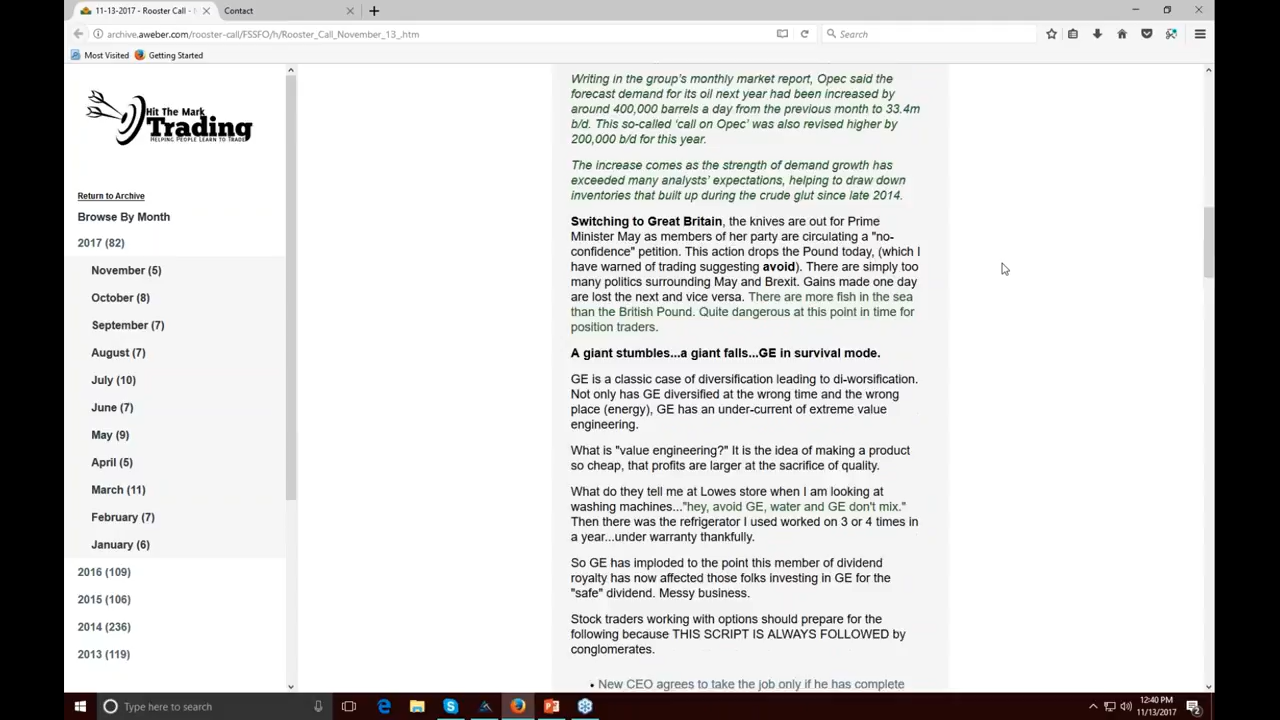 11-13-2017 - Rooster Call -
Contact
archive.aweber.com/rooster-call/FSSFO/h/Rooster_Call_November_13_.htm
Search
Most Visited
Getting Started
Hit The Mark
Trading
HELPING PEOPLE LEARN TO TRADE
Return to Archive
Browse By Month
2017 (82)
November (5)
October (8)
September (7)
August (7)
July (10)
June (7)
May (9)
April (5)
March (11)
February (7)
January (6)
2016 (109)
2015 (106)
2014 (236)
2013 (119)
Writing in the group's monthly market report, Opec said the
forecast demand for its oil next year had been increased by
around 400,000 barrels a day from the previous month to 33.4m
b/d. This so-called 'call on Opec' was also revised higher by
200,000 b/d for this year.
The increase comes as the strength of demand growth has
exceeded many analysts' expectations, helping to draw down
inventories that built up during the crude glut since late 2014.
Switching to Great Britain, the knives are out for Prime
Minister May as members of her party are circulating a "no-
confidence" petition. This action drops the Pound today, (which I
have warned of trading suggesting avoid). There are simply too
many politics surrounding May and Brexit. Gains made one day
are lost the next and vice versa. There are more fish in the sea
than the British Pound. Quite dangerous at this point in time for
position traders.
A giant stumbles...a giant falls...GE in survival mode.
GE is a classic case of diversification leading to di-worsification.
Not only has GE diversified at the wrong time and the wrong
place (energy), GE has an under-current of extreme value
engineering.
What is "value engineering?" It is the idea of making a product
so cheap, that profits are larger at the sacrifice of quality.
What do they tell me at Lowes store when I am looking at
washing machines..."hey, avoid GE, water and GE don't mix."
Then there was the refrigerator I used worked on 3 or 4 times in
a year...under warranty thankfully.
So GE has imploded to the point this member of dividend
royalty has now affected those folks investing in GE for the
"safe" dividend. Messy business.
Stock traders working with options should prepare for the
following because THIS SCRIPT IS ALWAYS FOLLOWED by
conglomerates.
• New CEO agrees to take the job only if he has complete
Type here to search
12:40 PM
11/13/2017
2